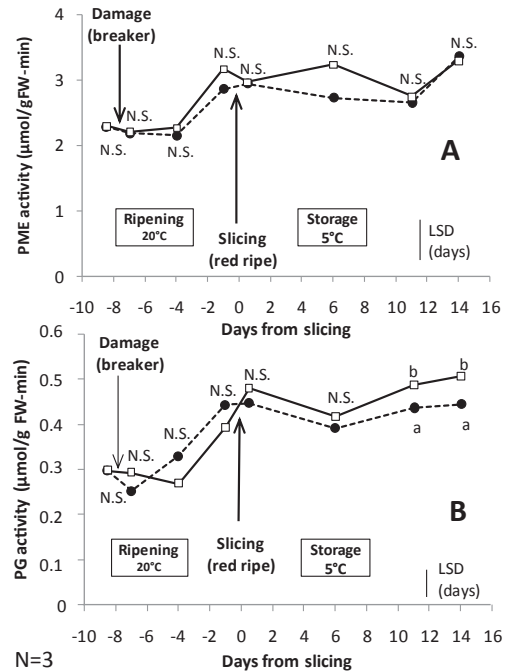 Damage
(breaker)
4
3
2
1
0
PME activity (µmol/gFW-min)
N.S.
N.S.
N.S.
N.S.
N.S.
N.S.
N.S.
N.S.
A
Ripening
20°C
Slicing
(red ripe)
Storage
5°C
LSD
(days)
-10 -8 -6 -4 -2 0 2 4 6 8 10 12 14 16
Days from slicing
Damage
(breaker)
0.6
0.5
0.4
0.3
0.2
0.1
0
PG activity (µmol/g FW-min)
N.S.
N.S.
N.S.
N.S.
N.S.
N.S.
b
b
a
a
B
Ripening
20°C
Slicing
(red ripe)
Storage
5°C
LSD
(days)
-10 -8 -6 -4 -2 0 2 4 6 8 10 12 14 16
N=3
Days from slicing